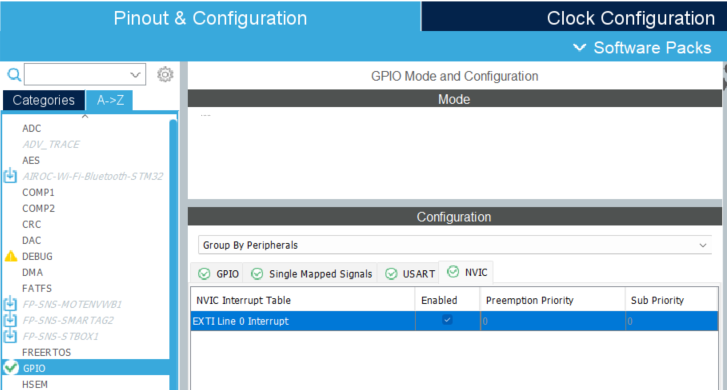 Pinout & Configuration
Clock Configuration
Software Packs
GPIO Mode and Configuration
Categories
A->Z
Mode
ADC
ADV_TRACE
AES
AIROC-Wi-Fi-Bluetooth-STM32
COMP1
COMP2
CRC
DAC
DEBUG
DMA
FATFS
FP-SNS-MOTENVWB1
FP-SNS-SMARTAG2
FP-SNS-STBOX1
FREERTOS
GPIO
HSEM
Configuration
Group By Peripherals
GPIO Single Mapped Signals USART NVIC
NVIC Interrupt Table Enabled Preemption Priority Sub Priority
EXTI Line 0 Interrupt 0 0